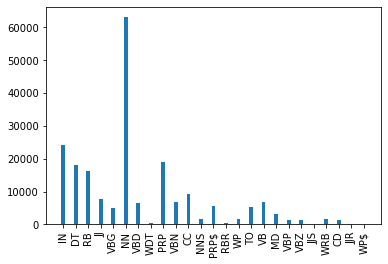 60000
50000
40000
30000
20000
10000
0
IN
DT
RB
JJ
VBG
NN
VBD
WDT
PRP
VBN
CC
NNS
PRP$
RBR
WP
TO
VB
MD
VBP
VBZ
JJS
WRB
CD
JJR
WP$